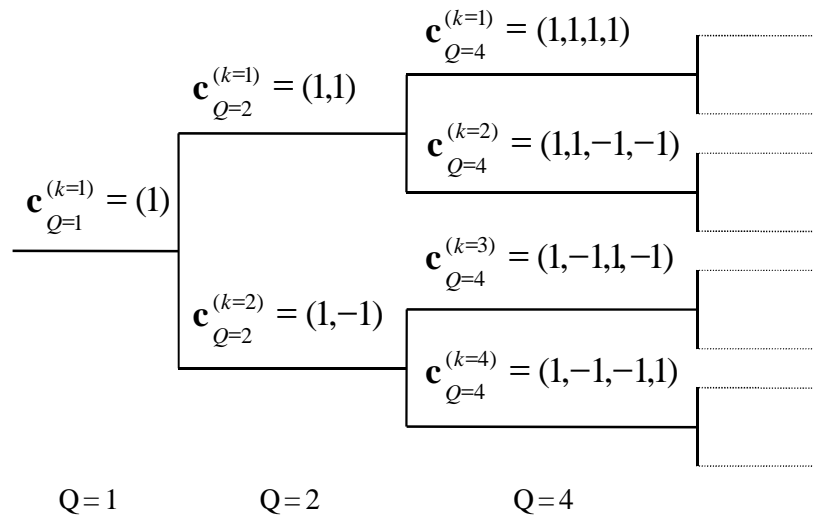 c_{Q=4}^{(k=1)} = (1,1,1,1)
c_{Q=2}^{(k=1)} = (1,1)
c_{Q=4}^{(k=2)} = (1,1,−1,−1)
c_{Q=1}^{(k=1)} = (1)
c_{Q=4}^{(k=3)} = (1,−1,1,−1)
c_{Q=2}^{(k=2)} = (1,−1)
c_{Q=4}^{(k=4)} = (1,−1,−1,1)
Q = 1 Q = 2 Q = 4